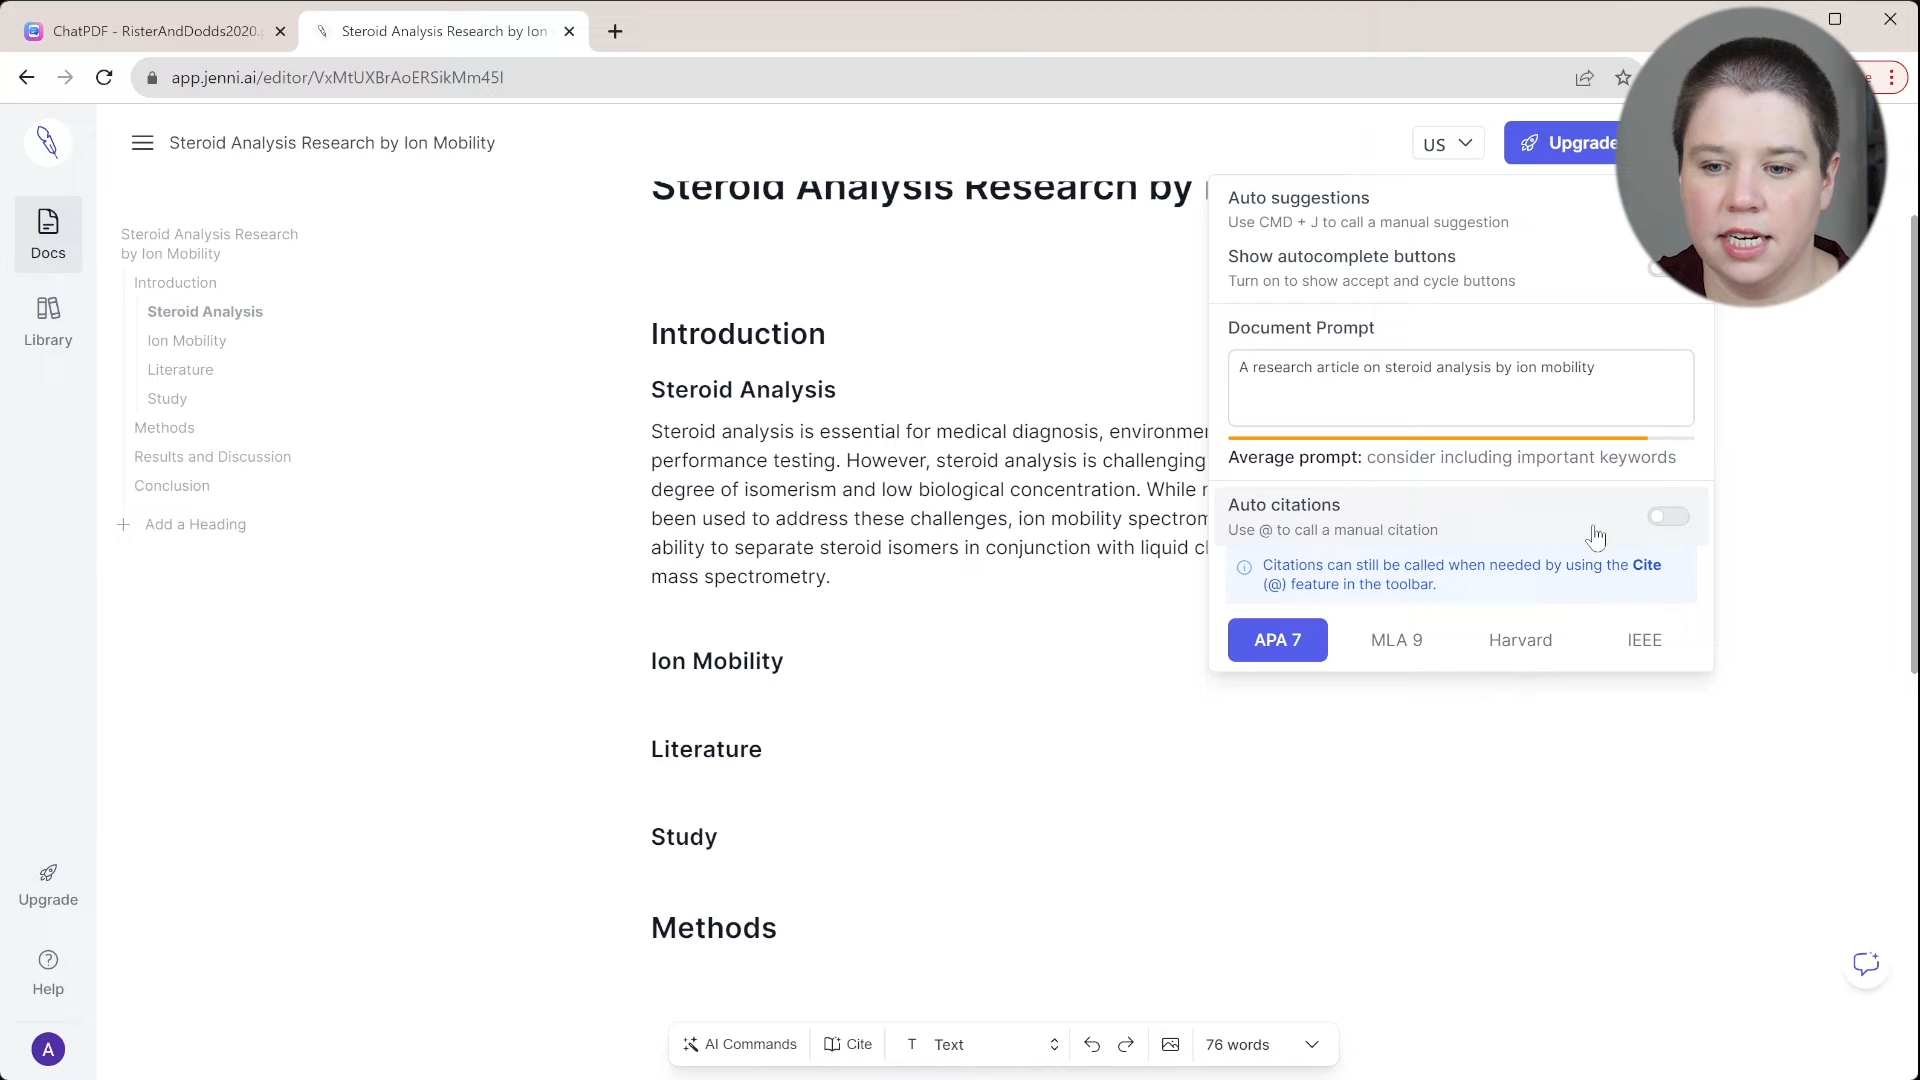 ChatPDF - RisterAndDodds2020.
Steroid Analysis Research by Ion
app.jenni.ai/editor/VxMtUXBrAoERSikMm45I
Steroid Analysis Research by Ion Mobility
US
Upgrade
Docs
Library
Upgrade
Help
A
Steroid Analysis Research
by Ion Mobility
Introduction
Steroid Analysis
Ion Mobility
Literature
Study
Methods
Results and Discussion
Conclusion
Add a Heading
Steroid Analysis Research by
Introduction
Steroid Analysis
Steroid analysis is essential for medical diagnosis,
performance testing. However, steroid analysis is challenging
degree of isomerism and low biological concentration. While
been used to address these challenges, ion mobility
ability to separate steroid isomers in conjunction with liquid
mass spectrometry.
Ion Mobility
Literature
Study
Methods
Auto suggestions
Use CMD + J to call a manual suggestion
Show autocomplete buttons
Turn on to show accept and cycle buttons
Document Prompt
A research article on steroid analysis by ion mobility
Average prompt: consider including important keywords
Auto citations
Use @ to call a manual citation
Citations can still be called when needed by using the Cite
(@) feature in the toolbar.
APA 7 MLA 9 Harvard IEEE
AI Commands Cite T Text 76 words